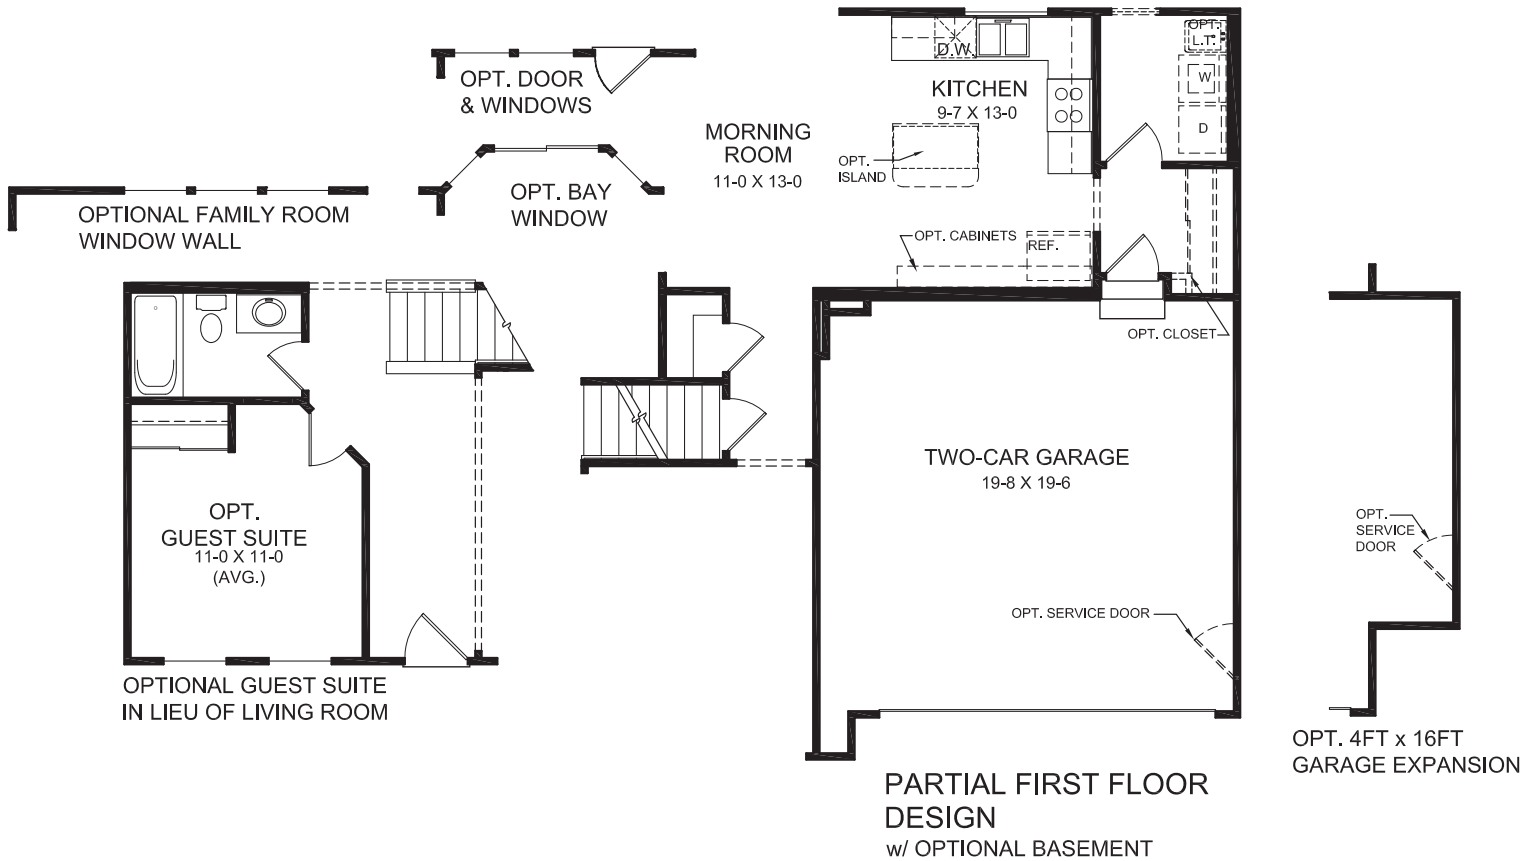 OPT. DOOR
& WINDOWS
OPT. BAY
WINDOW
OPTIONAL FAMILY ROOM
WINDOW WALL
MORNING
ROOM
11-0 X 13-0
D.W.
KITCHEN
9-7 X 13-0
OPT.
ISLAND
OPT. CABINETS
REF.
OPT.
L.T.
W
D
OPT. CLOSET
OPT.
GUEST SUITE
11-0 X 11-0
(AVG.)
OPTIONAL GUEST SUITE
IN LIEU OF LIVING ROOM
TWO-CAR GARAGE
19-8 X 19-6
OPT. SERVICE DOOR
OPT.
SERVICE
DOOR
OPT. 4FT x 16FT
GARAGE EXPANSION
PARTIAL FIRST FLOOR
DESIGN
w/ OPTIONAL BASEMENT